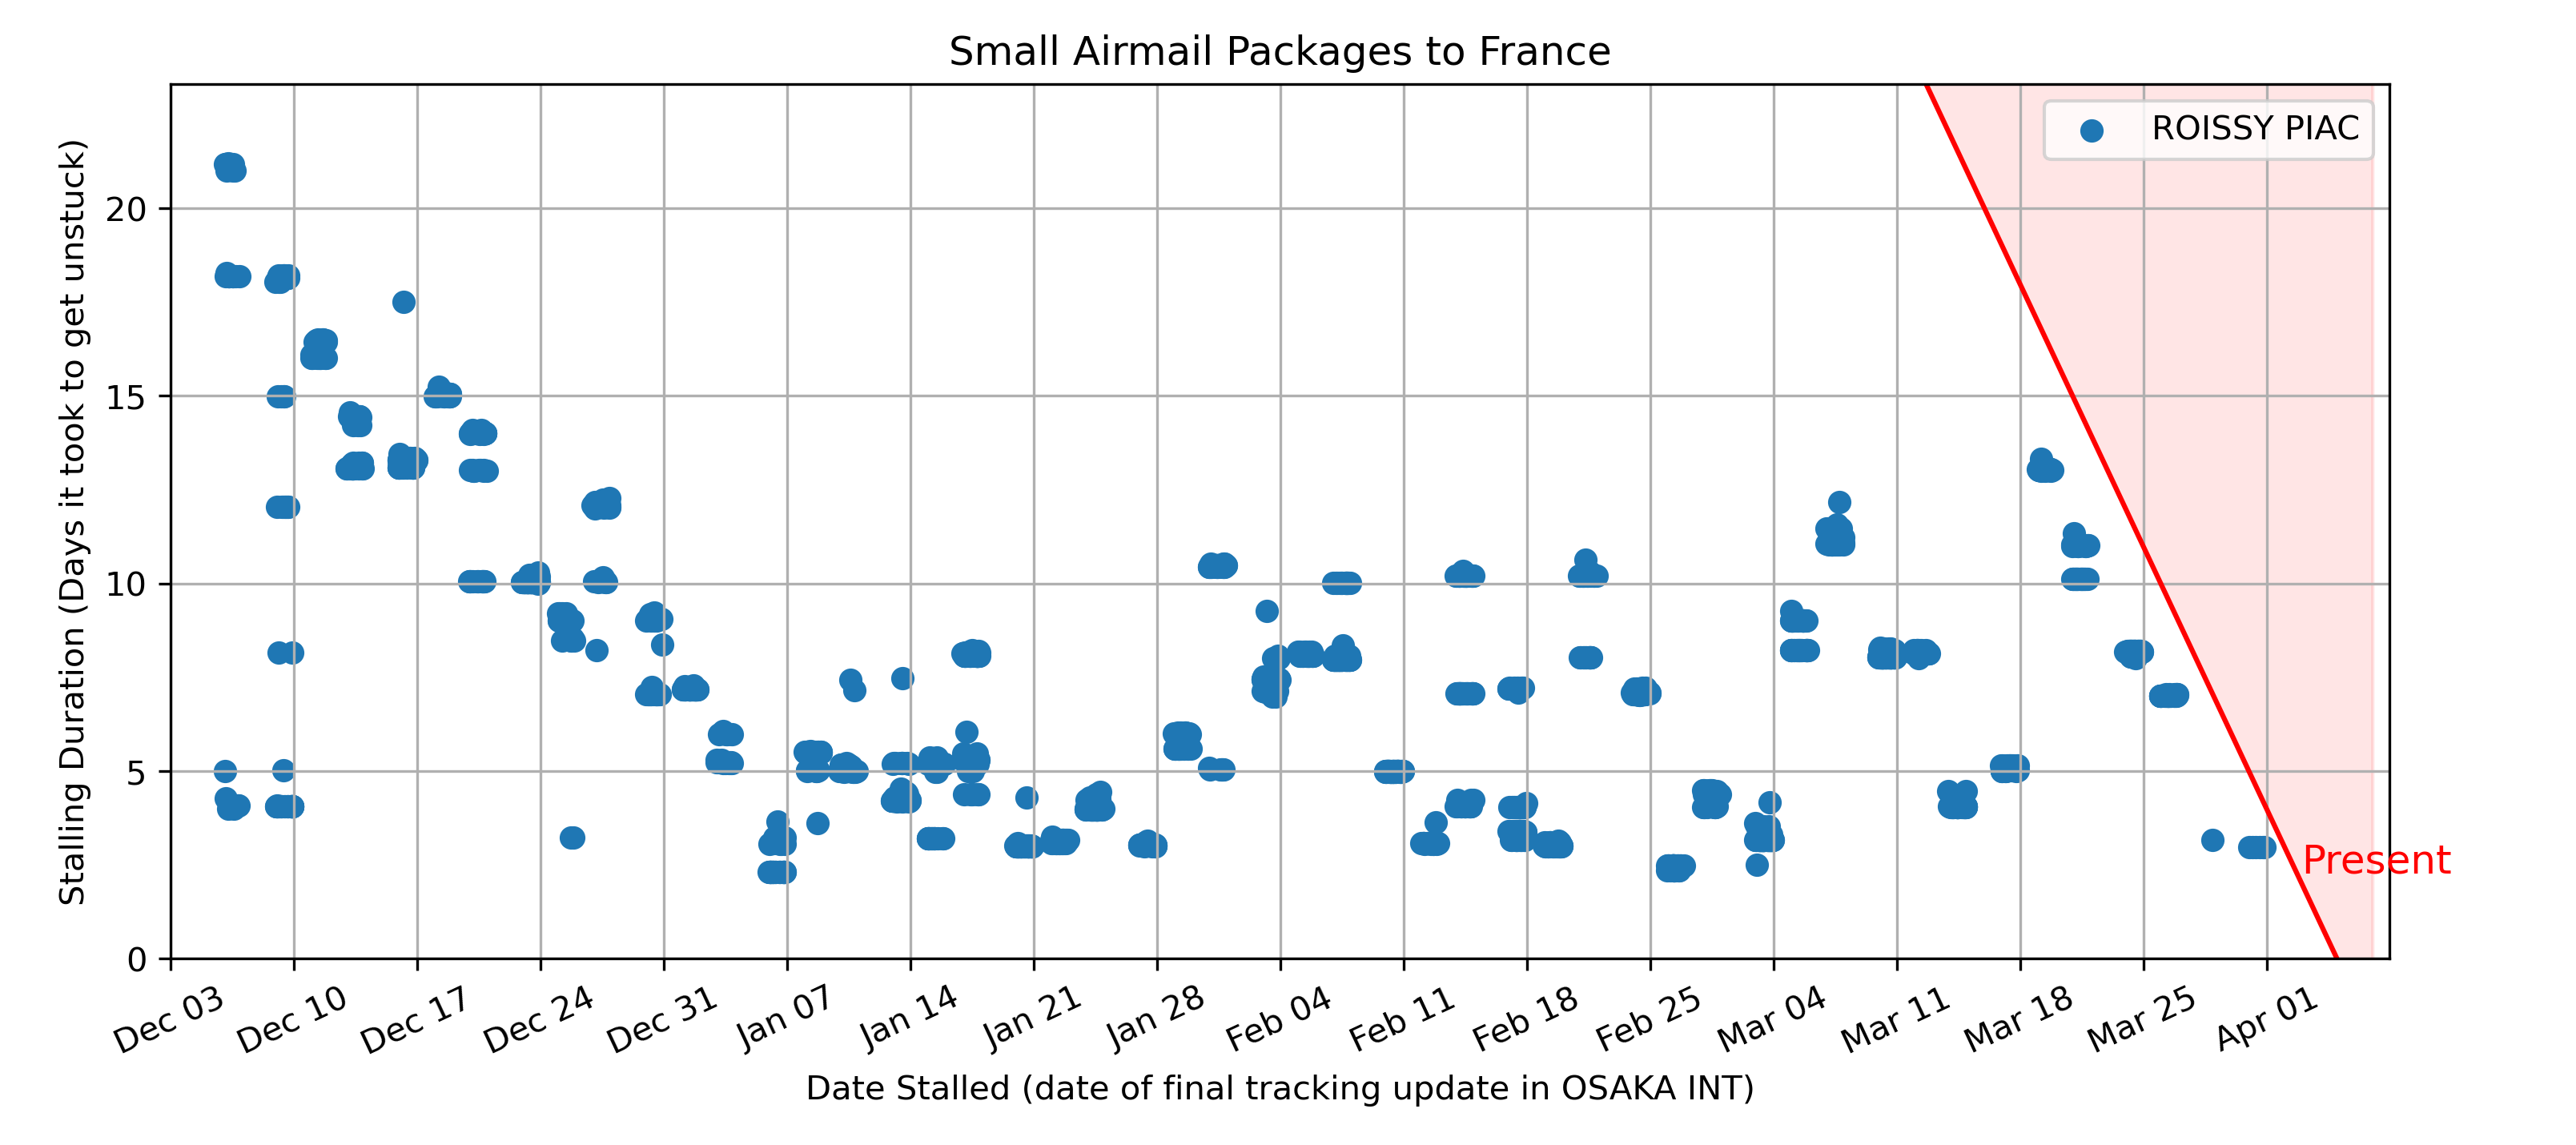 Small Airmail Packages to France
ROISSY PIAC
Stalling Duration (Days it took to get unstuck)
20
15
10
5
0
Present
Dec 03
Dec 10
Dec 17
Dec 24
Dec 31
Jan 07
Jan 14
Jan 21
Jan 28
Feb 04
Feb 11
Feb 18
Feb 25
Mar 04
Mar 11
Mar 18
Mar 25
Apr 01
Date Stalled (date of final tracking update in OSAKA INT)